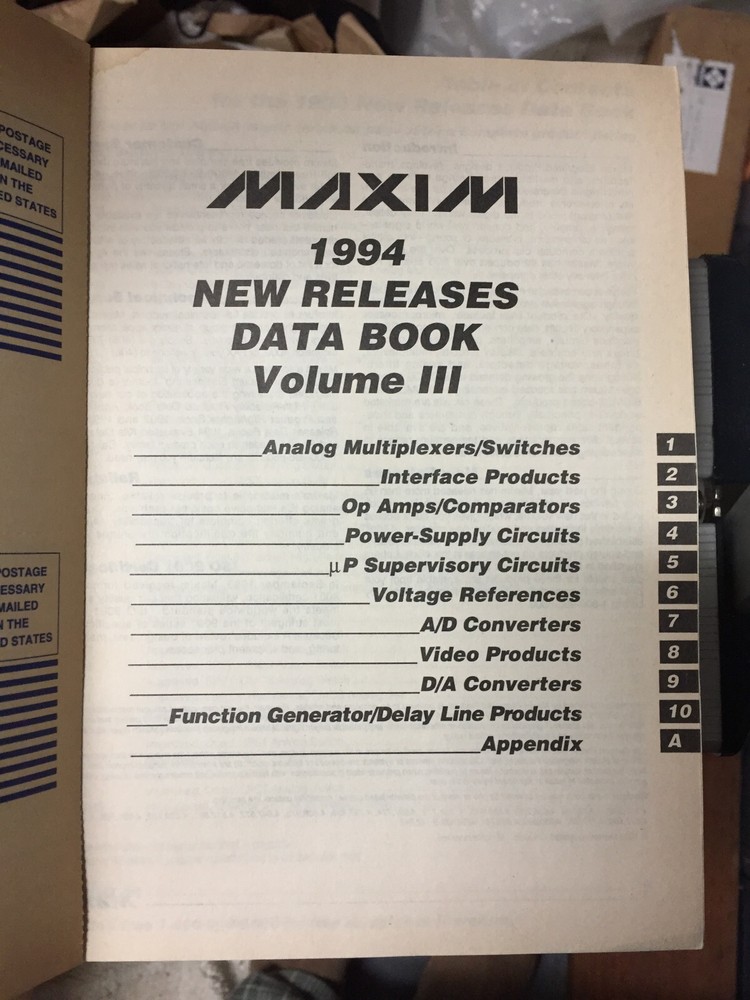 POSTAGE
CESSARY
MAILED
N THE
ED STATES
POSTAGE
CESSARY
MAILED
N THE
D STATES
MAXIM
1994
NEW RELEASES
DATA BOOK
Volume III
Analog Multiplexers/Switches 1
Interface Products 2
Op Amps/Comparators 3
Power-Supply Circuits 4
µP Supervisory Circuits 5
Voltage References 6
A/D Converters 7
Video Products 8
D/A Converters 9
Function Generator/Delay Line Products 10
Appendix A